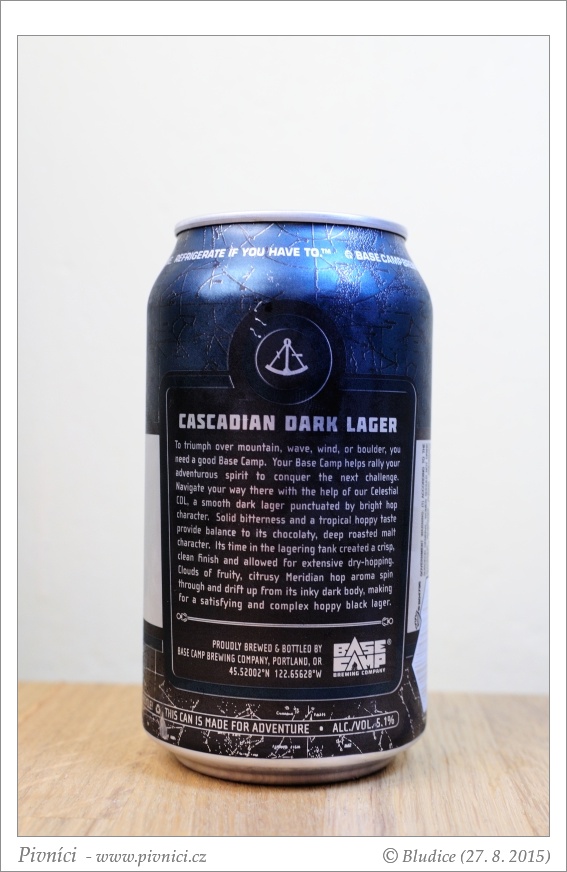 REFRIGERATE IF YOU HAVE TO.™ © BASE CAMP
CASCADIAN DARK LAGER
To triumph over mountain, wave, wind, or boulder, you
need a good Base Camp. Your Base Camp helps rally your
adventurous spirit to conquer the next challenge.
Navigate your way there with the help of our Celestial
CDL, a smooth dark lager punctuated by bright hop
character. Solid bitterness and a tropical hoppy taste
provide balance to its chocolaty, deep roasted malt
character. Its time in the lagering tank created a crisp,
clean finish and allowed for extensive dry-hopping.
Clouds of fruity, citrusy Meridian hop aroma spin
through and drift up from its inky dark body, making
for a satisfying and complex hoppy black lager.
PROUDLY BREWED & BOTTLED BY
BASE CAMP BREWING COMPANY, PORTLAND, OR
45.52002°N 122.65628°W
BASE
CAMP®
BREWING COMPANY
THIS CAN IS MADE FOR ADVENTURE • ALC./VOL. 5.1%
Pivníci - www.pivnici.cz
© Bludice (27. 8. 2015)